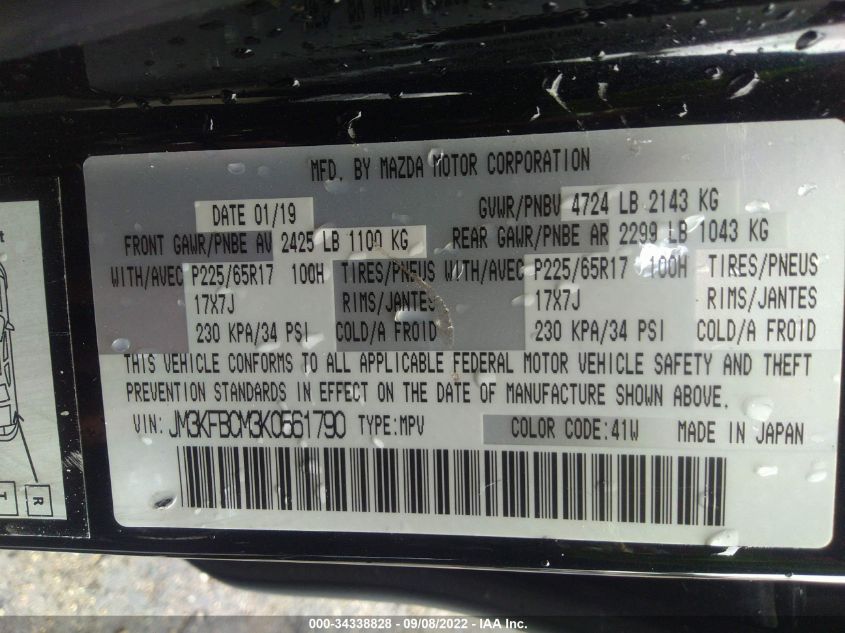 MFD. BY MAZDA MOTOR CORPORATION
DATE 01/19 GVWR/PNBV 4724 LB 2143 KG
FRONT GAWR/PNBE AV 2425 LB 1100 KG REAR GAWR/PNBE AR 2299 LB 1043 KG
WITH/AVEC P225/65R17 100H TIRES/PNEUS WITH/AVEC P225/65R17 100H TIRES/PNEUS
17X7J RIMS/JANTES 17X7J RIMS/JANTES
230 KPA/34 PSI COLD/A FROID 230 KPA/34 PSI COLD/A FROID
THIS VEHICLE CONFORMS TO ALL APPLICABLE FEDERAL MOTOR VEHICLE SAFETY AND THEFT
PREVENTION STANDARDS IN EFFECT ON THE DATE OF MANUFACTURE SHOWN ABOVE.
VIN: JM3KFBCM3K0551790 TYPE:MPV COLOR CODE:41W MADE IN JAPAN
R
T
000-34338828 - 09/08/2022 - IAA Inc.